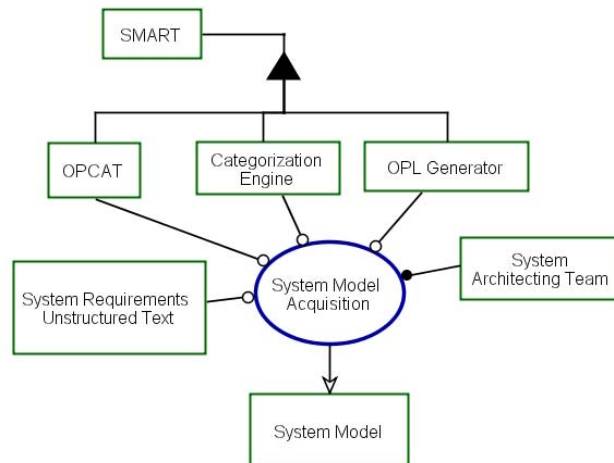 SMART
OPCAT
Categorization
Engine
OPL Generator
System Requirements
Unstructured Text
System Model
Acquisition
System
Architecting Team
System Model